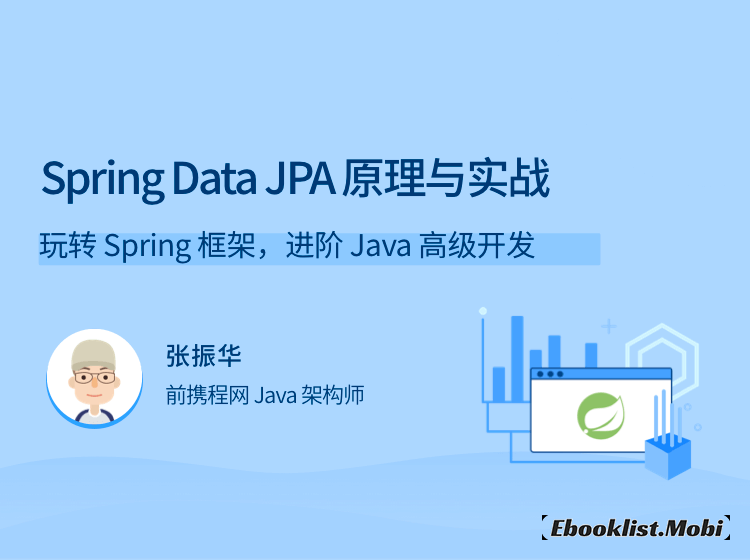 Spring Data JPA 原理与实战
玩转 Spring 框架，进阶 Java 高级开发
张振华
前携程网 Java 架构师
【Ebooklist.Mobi】